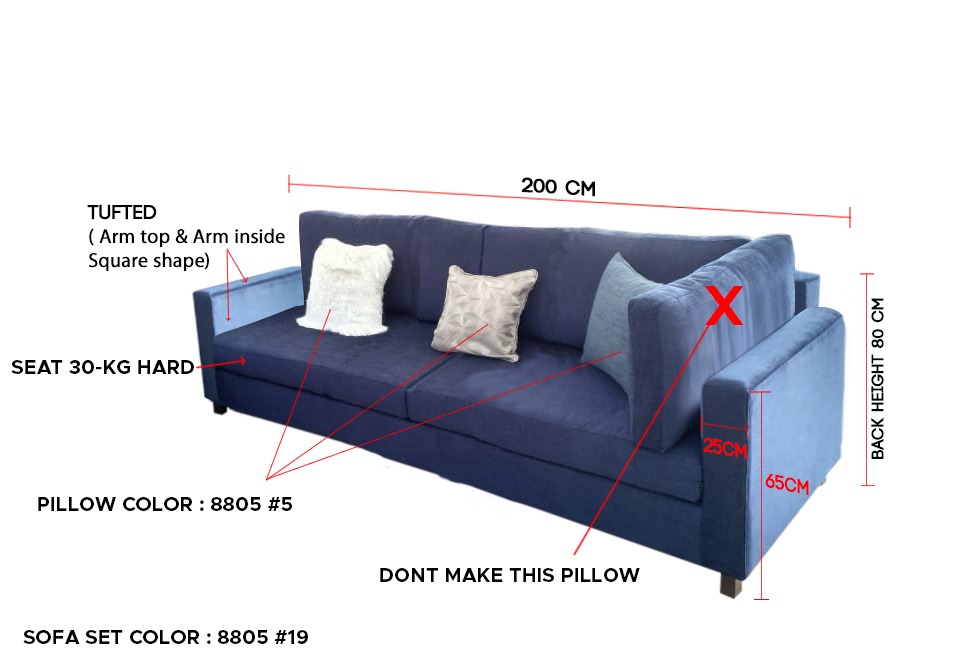 200 CM
TUFTED
( Arm top & Arm inside
Square shape)
X
SEAT 30-KG HARD
BACK HEIGHT 80 CM
25CM
65CM
PILLOW COLOR : 8805 #5
DONT MAKE THIS PILLOW
SOFA SET COLOR : 8805 #19